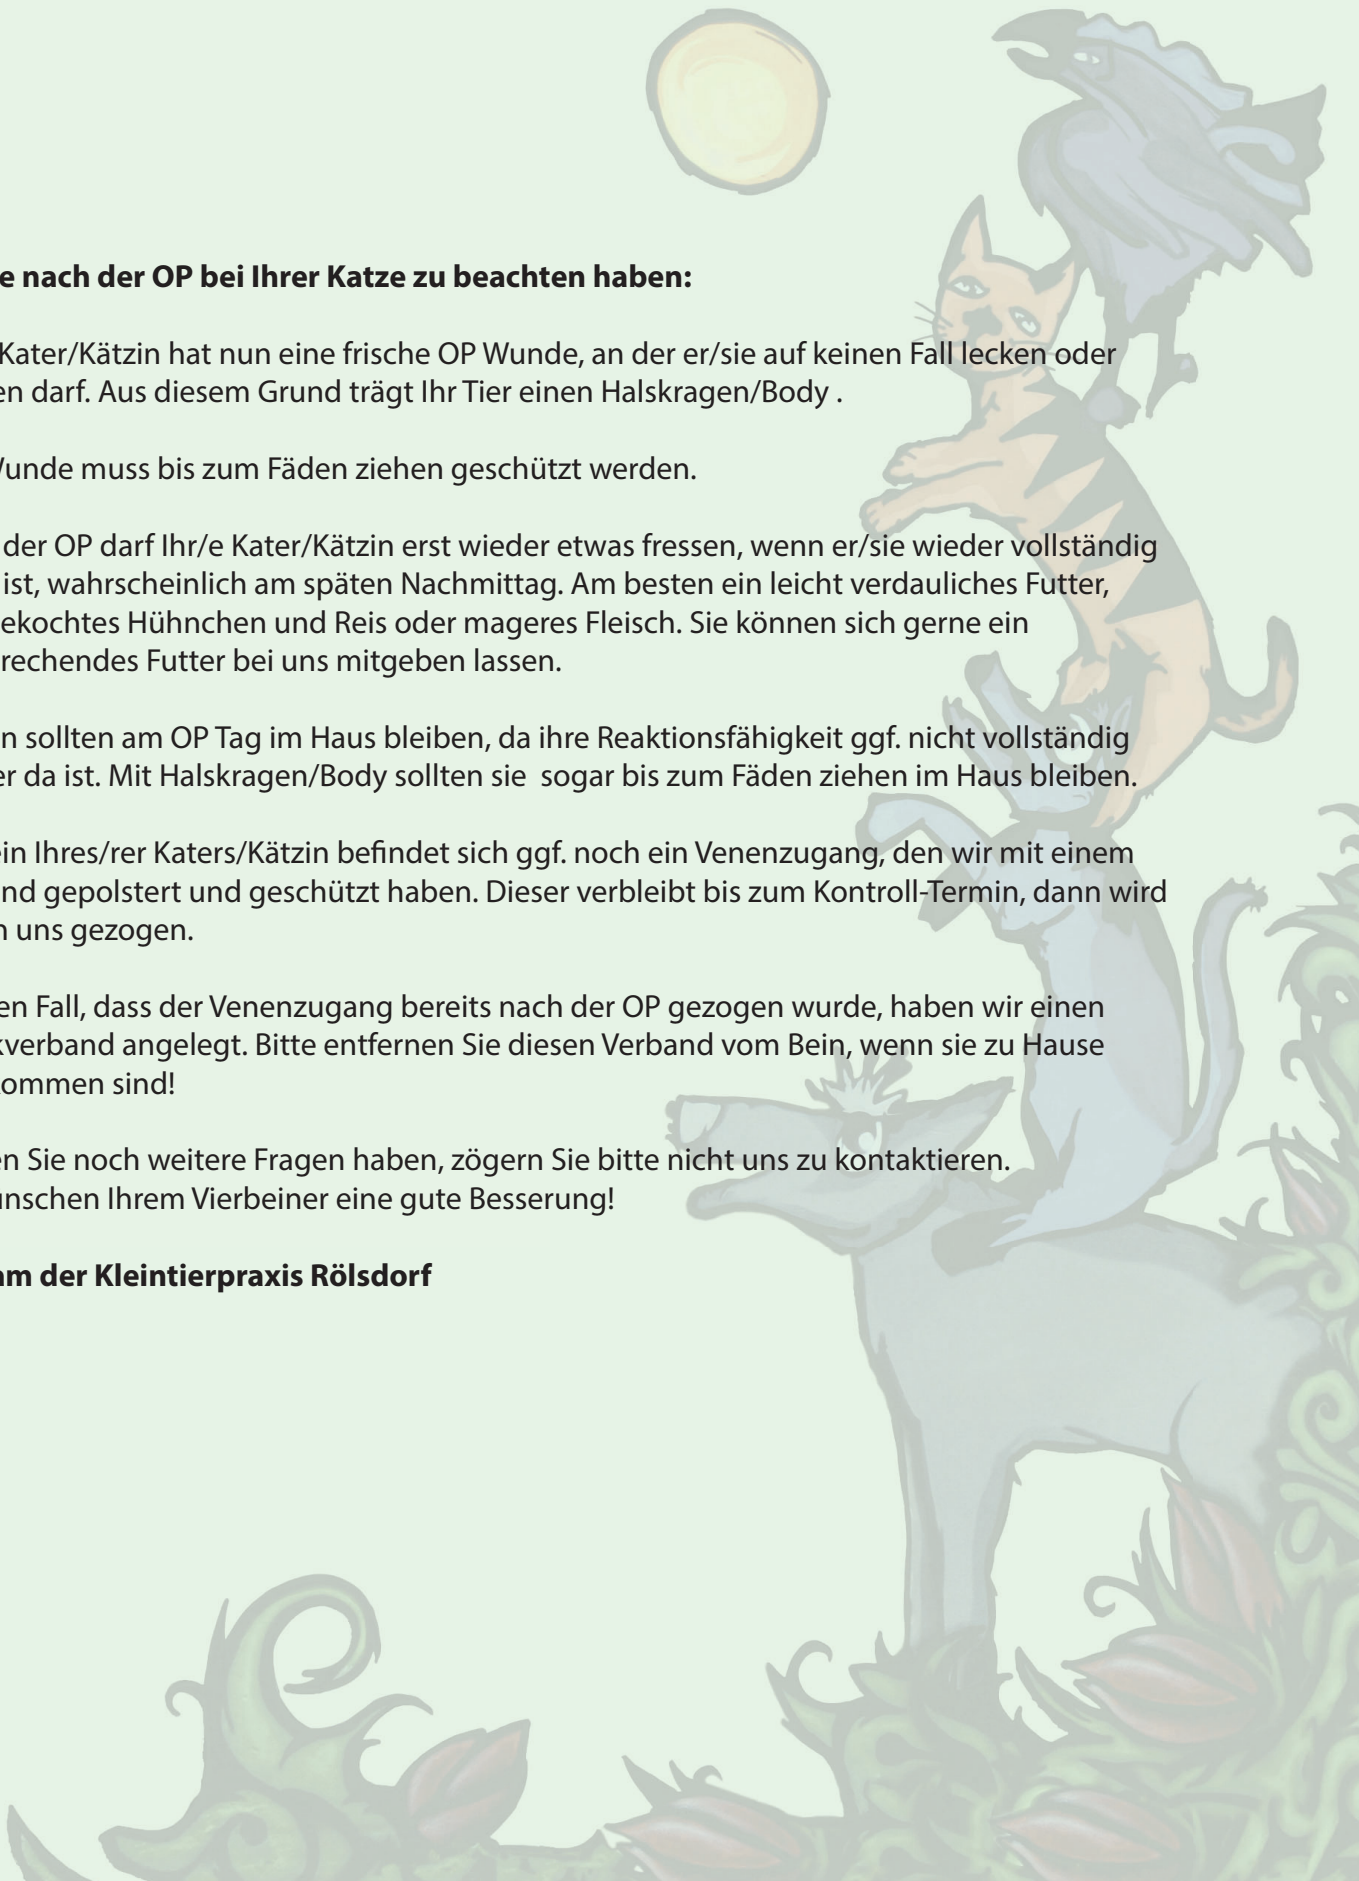 e nach der OP bei Ihrer Katze zu beachten haben:
Kater/Kätzin hat nun eine frische OP Wunde, an der er/sie auf keinen Fall lecken oder
en darf. Aus diesem Grund trägt Ihr Tier einen Halskragen/Body .
Wunde muss bis zum Fäden ziehen geschützt werden.
der OP darf Ihr/e Kater/Kätzin erst wieder etwas fressen, wenn er/sie wieder vollständig
ist, wahrscheinlich am späten Nachmittag. Am besten ein leicht verdauliches Futter,
ekochtes Hühnchen und Reis oder mageres Fleisch. Sie können sich gerne ein
rechendes Futter bei uns mitgeben lassen.
n sollten am OP Tag im Haus bleiben, da ihre Reaktionsfähigkeit ggf. nicht vollständig
er da ist. Mit Halskragen/Body sollten sie sogar bis zum Fäden ziehen im Haus bleiben.
ein Ihres/rer Katers/Kätzin befindet sich ggf. noch ein Venenzugang, den wir mit einem
nd gepolstert und geschützt haben. Dieser verbleibt bis zum Kontroll-Termin, dann wird
n uns gezogen.
en Fall, dass der Venenzugang bereits nach der OP gezogen wurde, haben wir einen
kverband angelegt. Bitte entfernen Sie diesen Verband vom Bein, wenn sie zu Hause
ommen sind!
en Sie noch weitere Fragen haben, zögern Sie bitte nicht uns zu kontaktieren.
ünschen Ihrem Vierbeiner eine gute Besserung!
am der Kleintierpraxis Rölsdorf